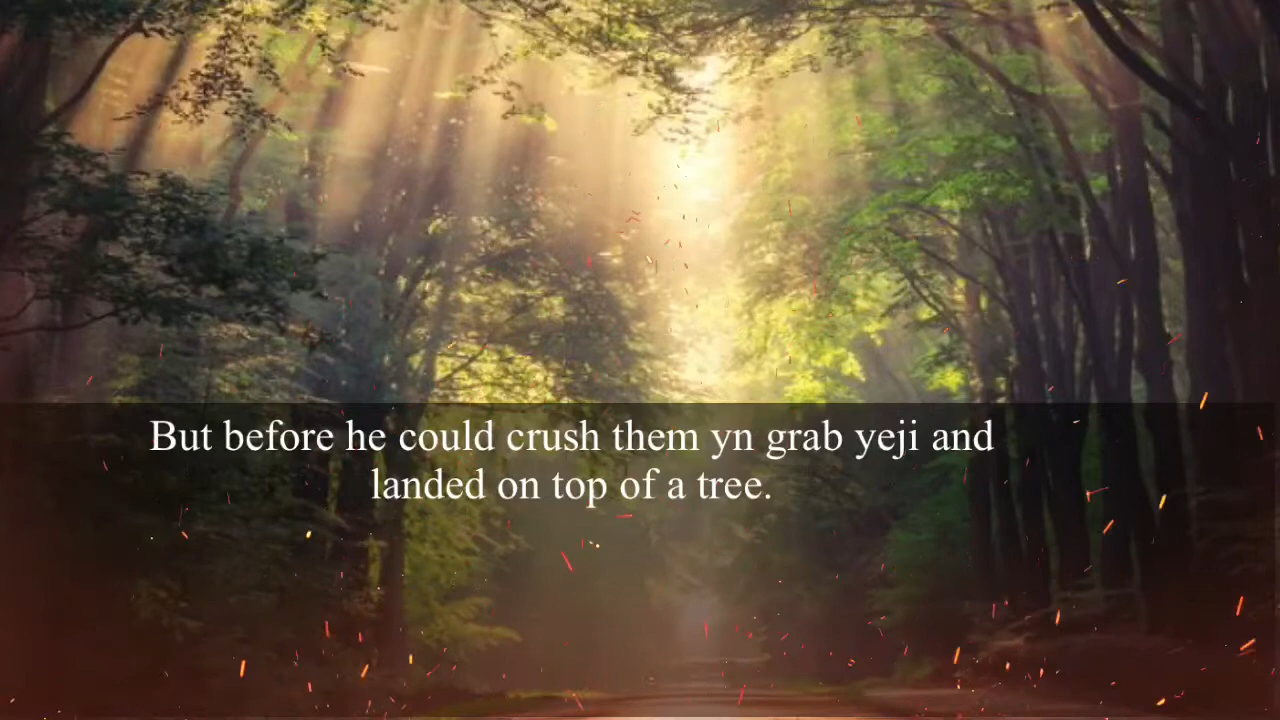 But before he could crush them yn grab yeji and
landed on top of a tree.